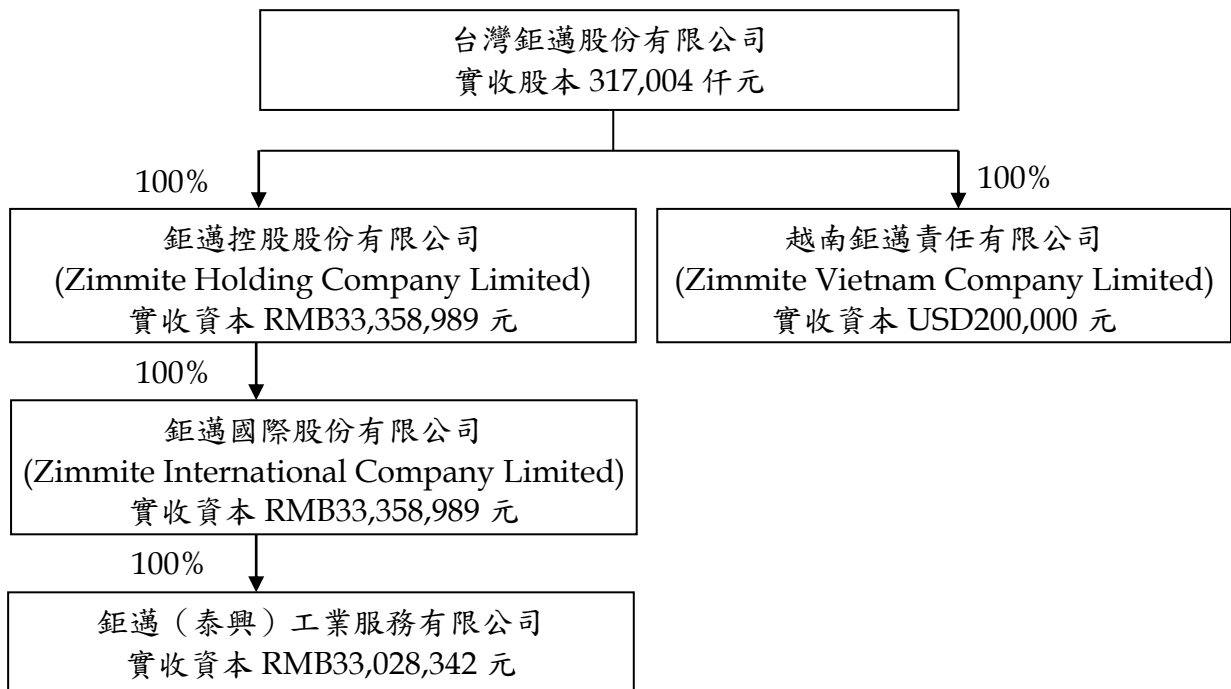 台灣鉅邁股份有限公司
實收股本 317,004 仟元
100%
100%
鉅邁控股股份有限公司
(Zimmite Holding Company Limited)
實收資本 RMB33,358,989 元
越南鉅邁責任有限公司
(Zimmite Vietnam Company Limited)
實收資本 USD200,000 元
100%
鉅邁國際股份有限公司
(Zimmite International Company Limited)
實收資本 RMB33,358,989 元
100%
鉅邁（泰興）工業服務有限公司
實收資本 RMB33,028,342 元